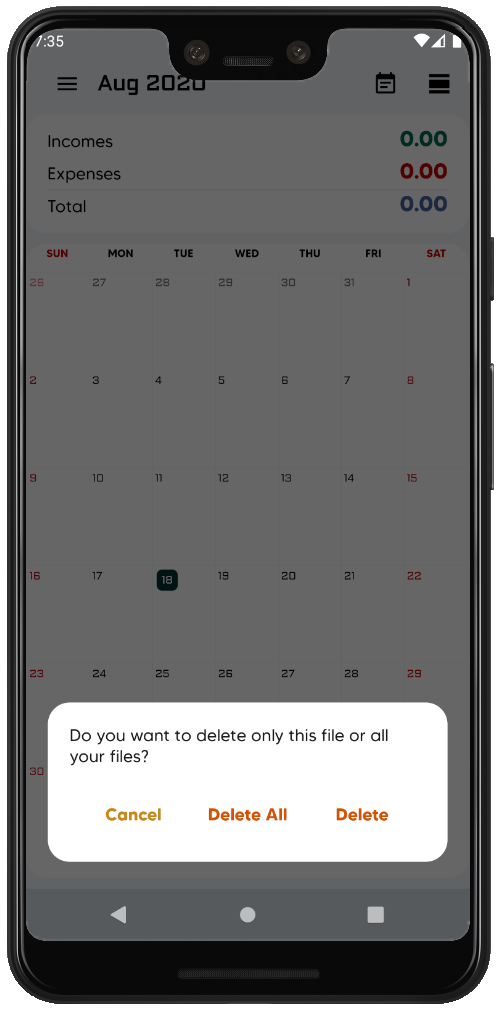 7:35
Aug 2020
Incomes 0.00
Expenses 0.00
Total 0.00
SUN MON TUE WED THU FRI SAT
26 27 28 29 30 31 1
2 3 4 5 6 7 8
9 10 11 12 13 14 15
16 17 18 19 20 21 22
23 24 25 26 27 28 29
30
Do you want to delete only this file or all
your files?
Cancel Delete All Delete